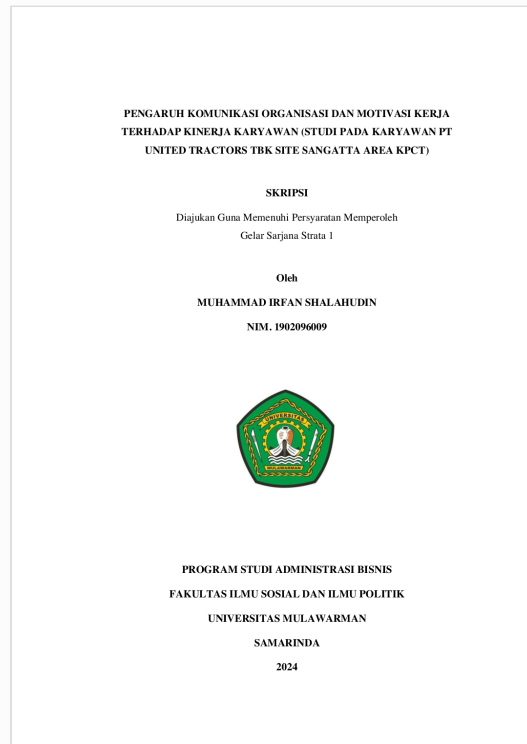 PENGARUH KOMUNIKASI ORGANISASI DAN MOTIVASI KERJA
TERHADAP KINERJA KARYAWAN (STUDI PADA KARYAWAN PT
UNITED TRACTORS TBK SITE SANGATTA AREA KPCT)
SKRIPSI
Diajukan Guna Memenuhi Persyaratan Memperoleh
Gelar Sarjana Strata 1
Oleh
MUHAMMAD IRFAN SHALAHUDIN
NIM. 1902096009
UNIVERSITAS
MULAWARMAN
PROGRAM STUDI ADMINISTRASI BISNIS
FAKULTAS ILMU SOSIAL DAN ILMU POLITIK
UNIVERSITAS MULAWARMAN
SAMARINDA
2024